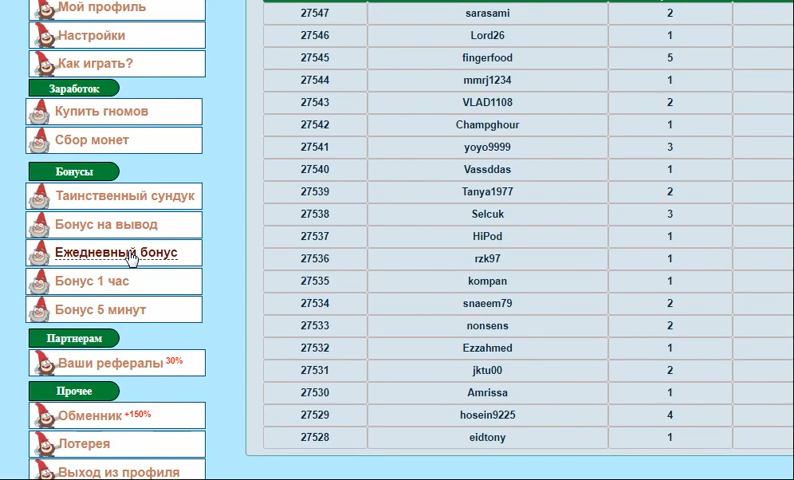 Мой профиль
Настройки
Как играть?
Заработок
Купить гномов
Сбор монет
Бонусы
Таинственный сундук
Бонус на вывод
Ежедневный бонус
Бонус 1 час
Бонус 5 минут
Партнерам
Ваши рефералы 30%
Прочее
Обменник +150%
Лотерея
Выход из профиля
27547 sarasami 2
27546 Lord26 1
27545 fingerfood 5
27544 mmrj1234 1
27543 VLAD1108 2
27542 Champghour 1
27541 yoyo9999 3
27540 Vassddas 1
27539 Tanya1977 2
27538 Selcuk 3
27537 HiPod 1
27536 rzk97 1
27535 kompan 1
27534 snaeem79 2
27533 nonsens 2
27532 Ezzahmed 1
27531 jktu00 2
27530 Amrissa 1
27529 hosein9225 4
27528 eidtony 1